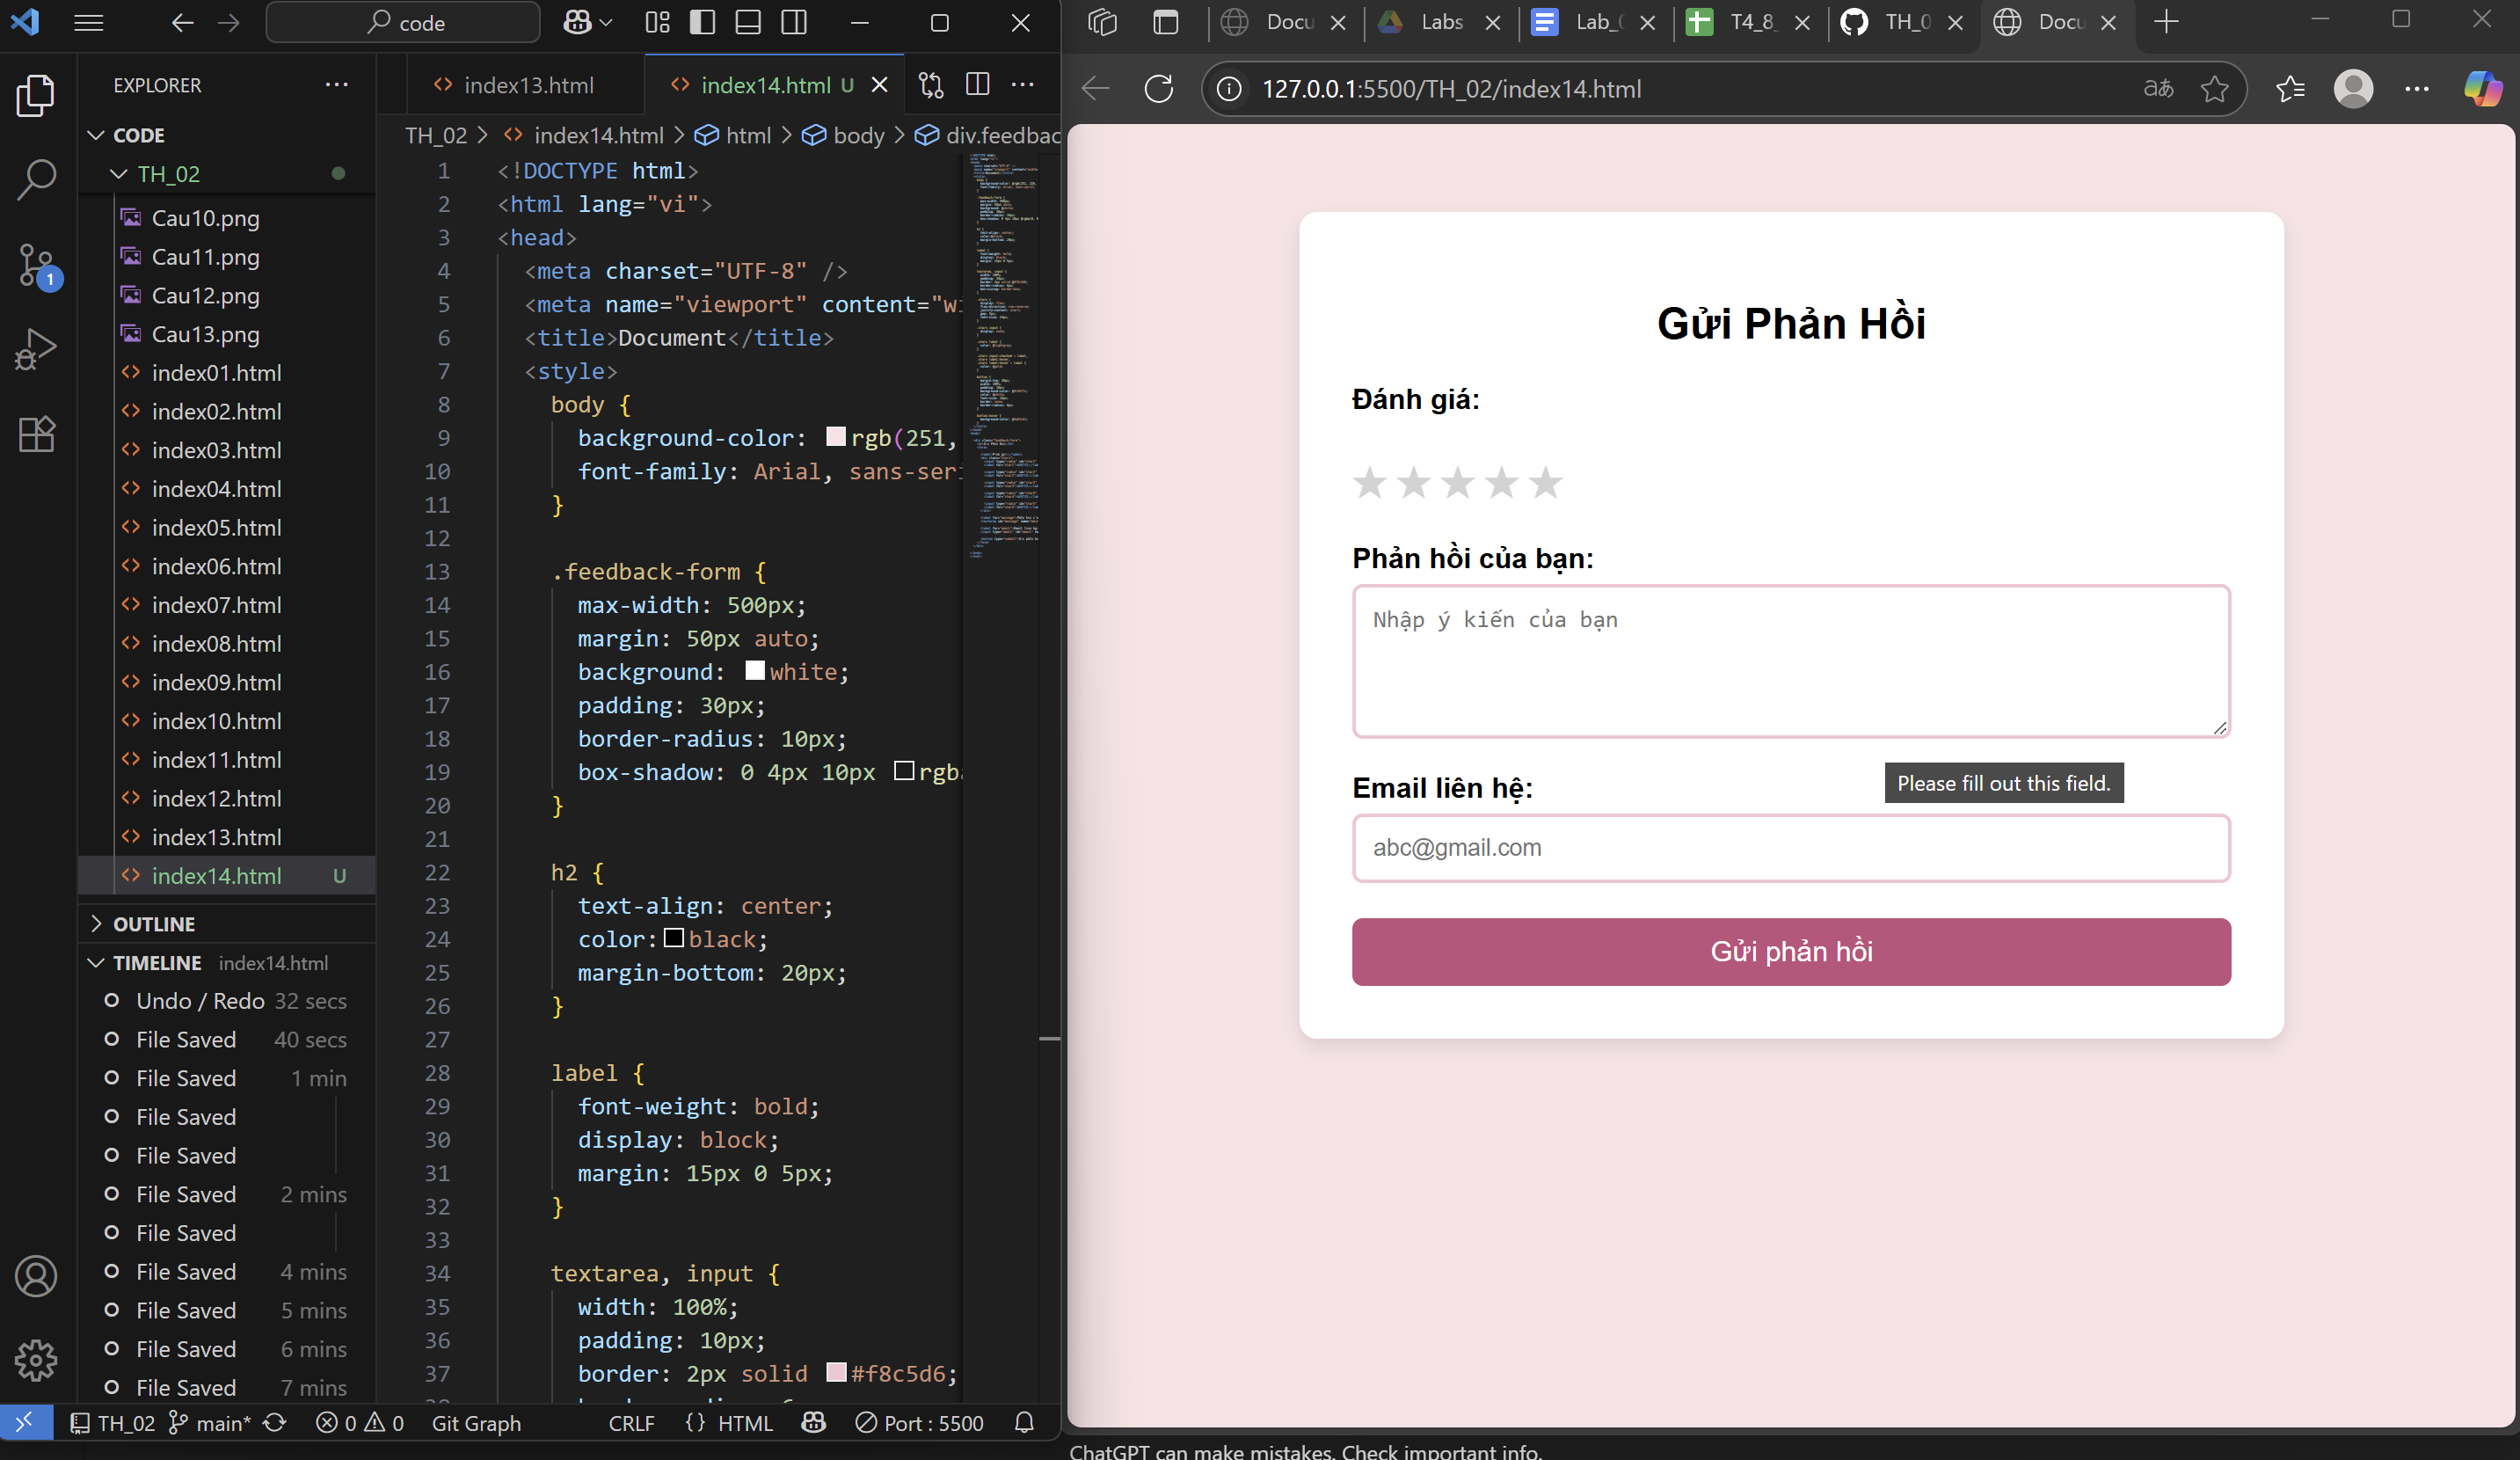 code
EXPLORER
CODE
TH_02
Cau10.png
Cau11.png
Cau12.png
Cau13.png
index01.html
index02.html
index03.html
index04.html
index05.html
index06.html
index07.html
index08.html
index09.html
index10.html
index11.html
index12.html
index13.html
index14.html U
OUTLINE
TIMELINE index14.html
Undo / Redo 32 secs
File Saved 40 secs
File Saved 1 min
File Saved
File Saved
File Saved 2 mins
File Saved
File Saved 4 mins
File Saved 5 mins
File Saved 6 mins
File Saved 7 mins
1
index13.html
index14.html U
TH_02 > index14.html > html > body > div.feedbac
1 <!DOCTYPE html>
2 <html lang="vi">
3 <head>
4 <meta charset="UTF-8" />
5 <meta name="viewport" content="wi
6 <title>Document</title>
7 <style>
8 body {
9 background-color: rgb(251,
10 font-family: Arial, sans-seri
11 }
12
13 .feedback-form {
14 max-width: 500px;
15 margin: 50px auto;
16 background: white;
17 padding: 30px;
18 border-radius: 10px;
19 box-shadow: 0 4px 10px rgba
20 }
21
22 h2 {
23 text-align: center;
24 color: black;
25 margin-bottom: 20px;
26 }
27
28 label {
29 font-weight: bold;
30 display: block;
31 margin: 15px 0 5px;
32 }
33
34 textarea, input {
35 width: 100%;
36 padding: 10px;
37 border: 2px solid #f8c5d6;
TH_02 main* 0 0 Git Graph CRLF {} HTML Port : 5500
Docu
Labs
Lab_
T4_8_
TH_0
Docu
127.0.0.1:5500/TH_02/index14.html
Gửi Phản Hồi
Đánh giá:
★★★★★
Phản hồi của bạn:
Nhập ý kiến của bạn
Email liên hệ:
Please fill out this field.
abc@gmail.com
Gửi phản hồi
ChatGPT can make mistakes. Check important info.